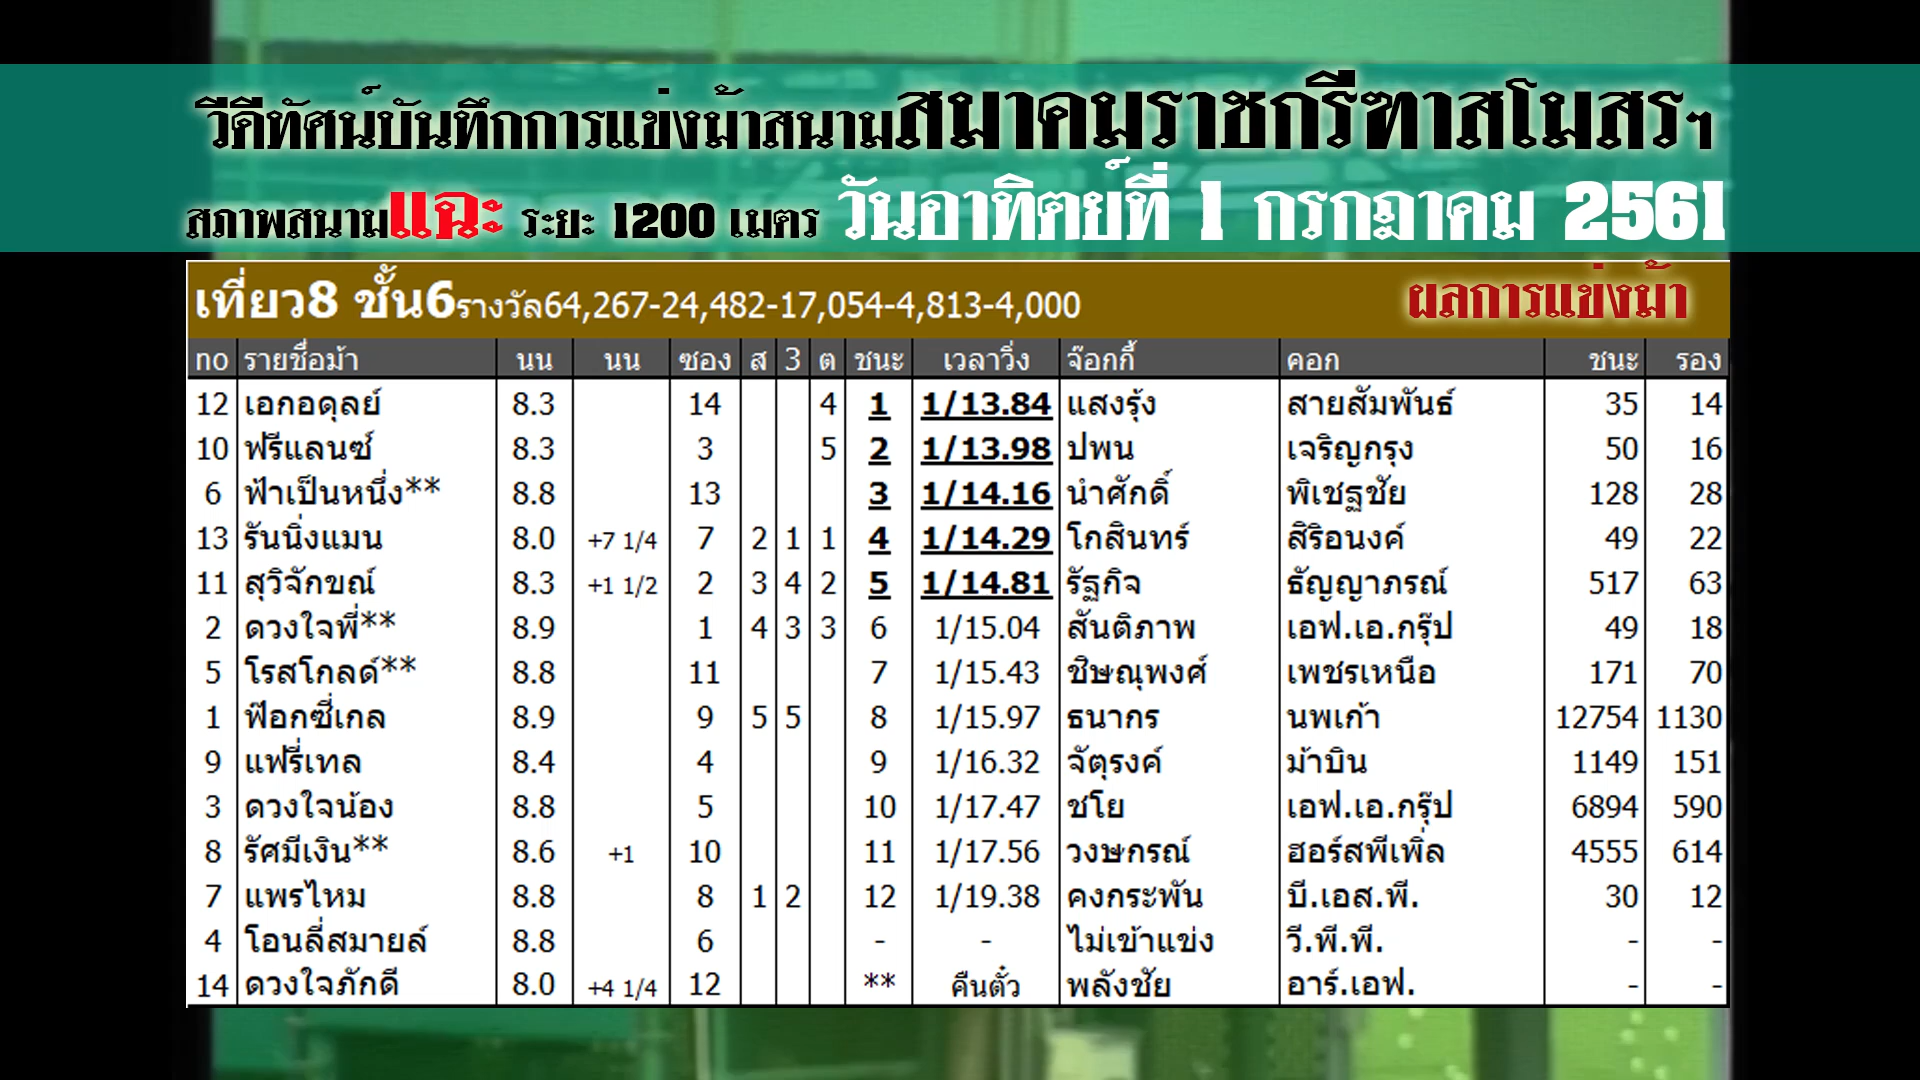 วีดีทัศน์บันทึกการแข่งม้าสนามสมาคมราชกรีฑาสโมสรฯ
สภาพสนามแฉะ ระยะ 1200 เมตร วันอาทิตย์ที่ 1 กรกฎาคม 2561
เที่ยว8 ชั้น6รางวัล64,267-24,482-17,054-4,813-4,000 ผลการแข่งม้า
no รายชื่อม้า นน นน ซอง ส 3 ต ชนะ เวลาวิ่ง จ๊อกกี้ คอก ชนะ รอง
12 เอกอดุลย์ 8.3 14 4 1 1/13.84 แสงรุ้ง สายสัมพันธ์ 35 14
10 ฟรีแลนซ์ 8.3 3 5 2 1/13.98 ปพน เจริญกรุง 50 16
6 ฟ้าเป็นหนึ่ง** 8.8 13 3 1/14.16 นำศักดิ์ พิเชฐชัย 128 28
13 รันนิ่งแมน 8.0 +7 1/4 7 2 1 1 4 1/14.29 โกสินทร์ สิริอนงค์ 49 22
11 สุวิจักขณ์ 8.3 +1 1/2 2 3 4 2 5 1/14.81 รัฐกิจ ธัญญาภรณ์ 517 63
2 ดวงใจพี่** 8.9 1 4 3 3 6 1/15.04 สันติภาพ เอฟ.เอ.กรุ๊ป 49 18
5 โรสโกลด์** 8.8 11 7 1/15.43 ชิษณุพงศ์ เพชรเหนือ 171 70
1 ฟ๊อกซี่เกล 8.9 9 5 5 8 1/15.97 ธนากร นพเก้า 12754 1130
9 แฟรี่เทล 8.4 4 9 1/16.32 จัตุรงค์ ม้าบิน 1149 151
3 ดวงใจน้อง 8.8 5 10 1/17.47 ชโย เอฟ.เอ.กรุ๊ป 6894 590
8 รัศมีเงิน** 8.6 +1 10 11 1/17.56 วงษกรณ์ ฮอร์สพีเพิ่ล 4555 614
7 แพรไหม 8.8 8 1 2 12 1/19.38 คงกระพัน บี.เอส.พี. 30 12
4 โอนลี่สมายล์ 8.8 6 - - ไม่เข้าแข่ง วี.พี.พี. - -
14 ดวงใจภักดี 8.0 +4 1/4 12 ** คืนตั๋ว พลังชัย อาร์.เอฟ. - -